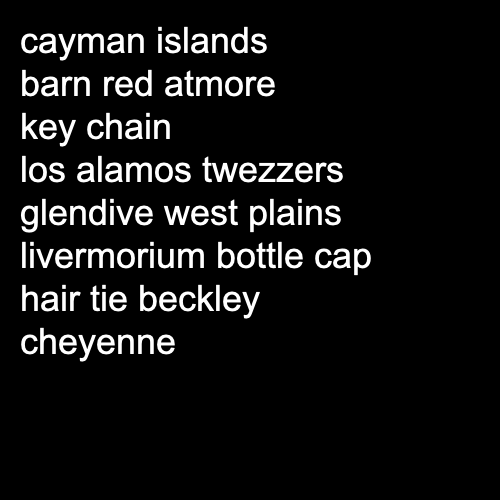 cayman islands
barn red atmore
key chain
los alamos twezzers
glendive west plains
livermorium bottle cap
hair tie beckley
cheyenne